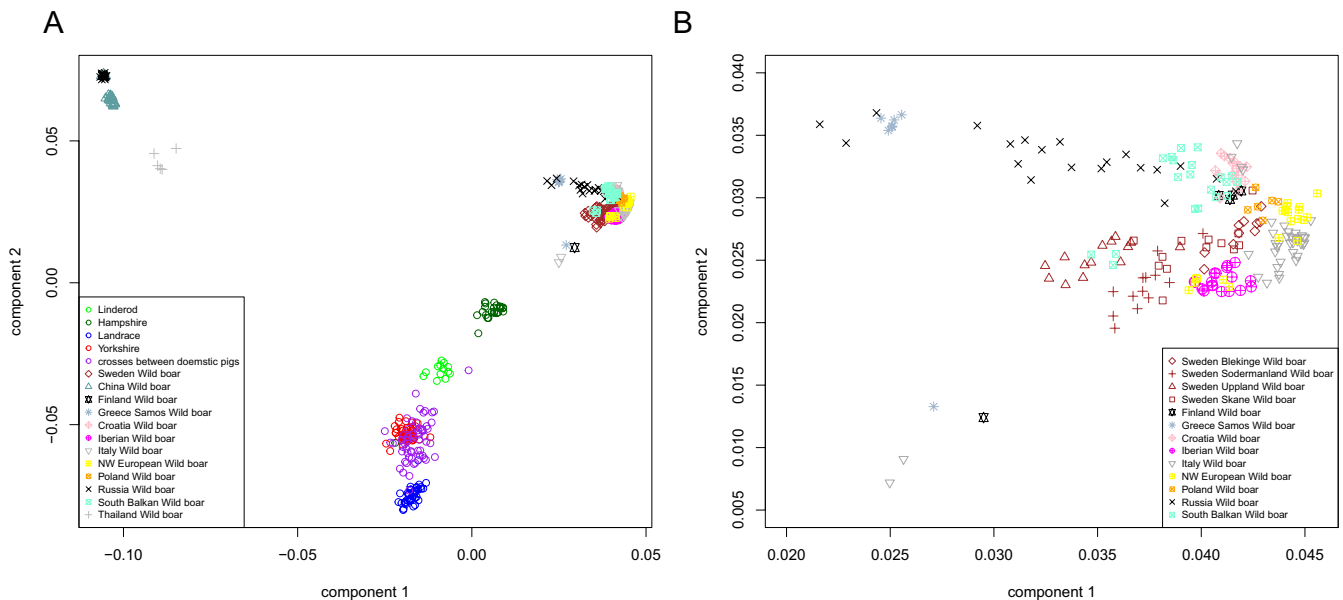 A
component 2
0.05
0.00
−0.05
Linderod
Hampshire
Landrace
Yorkshire
crosses between doemstic pigs
Sweden Wild boar
China Wild boar
Finland Wild boar
Greece Samos Wild boar
Croatia Wild boar
Iberian Wild boar
Italy Wild boar
NW European Wild boar
Poland Wild boar
Russia Wild boar
South Balkan Wild boar
Thailand Wild boar
−0.10 −0.05 0.00 0.05
component 1
B
component 2
0.040
0.035
0.030
0.025
0.020
0.015
0.010
0.005
Sweden Blekinge Wild boar
Sweden Sodermanland Wild boar
Sweden Uppland Wild boar
Sweden Skane Wild boar
Finland Wild boar
Greece Samos Wild boar
Croatia Wild boar
Iberian Wild boar
Italy Wild boar
NW European Wild boar
Poland Wild boar
Russia Wild boar
South Balkan Wild boar
0.020 0.025 0.030 0.035 0.040 0.045
component 1